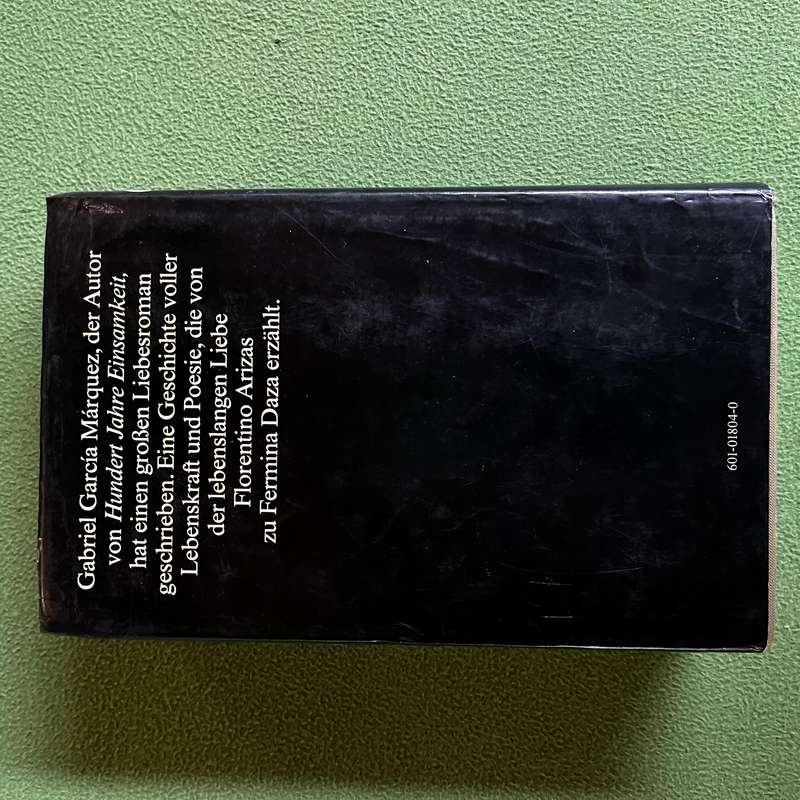 Gabriel García Márquez, der Autor
von Hundert Jahre Einsamkeit,
hat einen großen Liebesroman
geschrieben. Eine Geschichte voller
Lebenskraft und Poesie, die von
der lebenslangen Liebe
Florentino Arizas
zu Fermina Daza erzählt.
601-01804-0